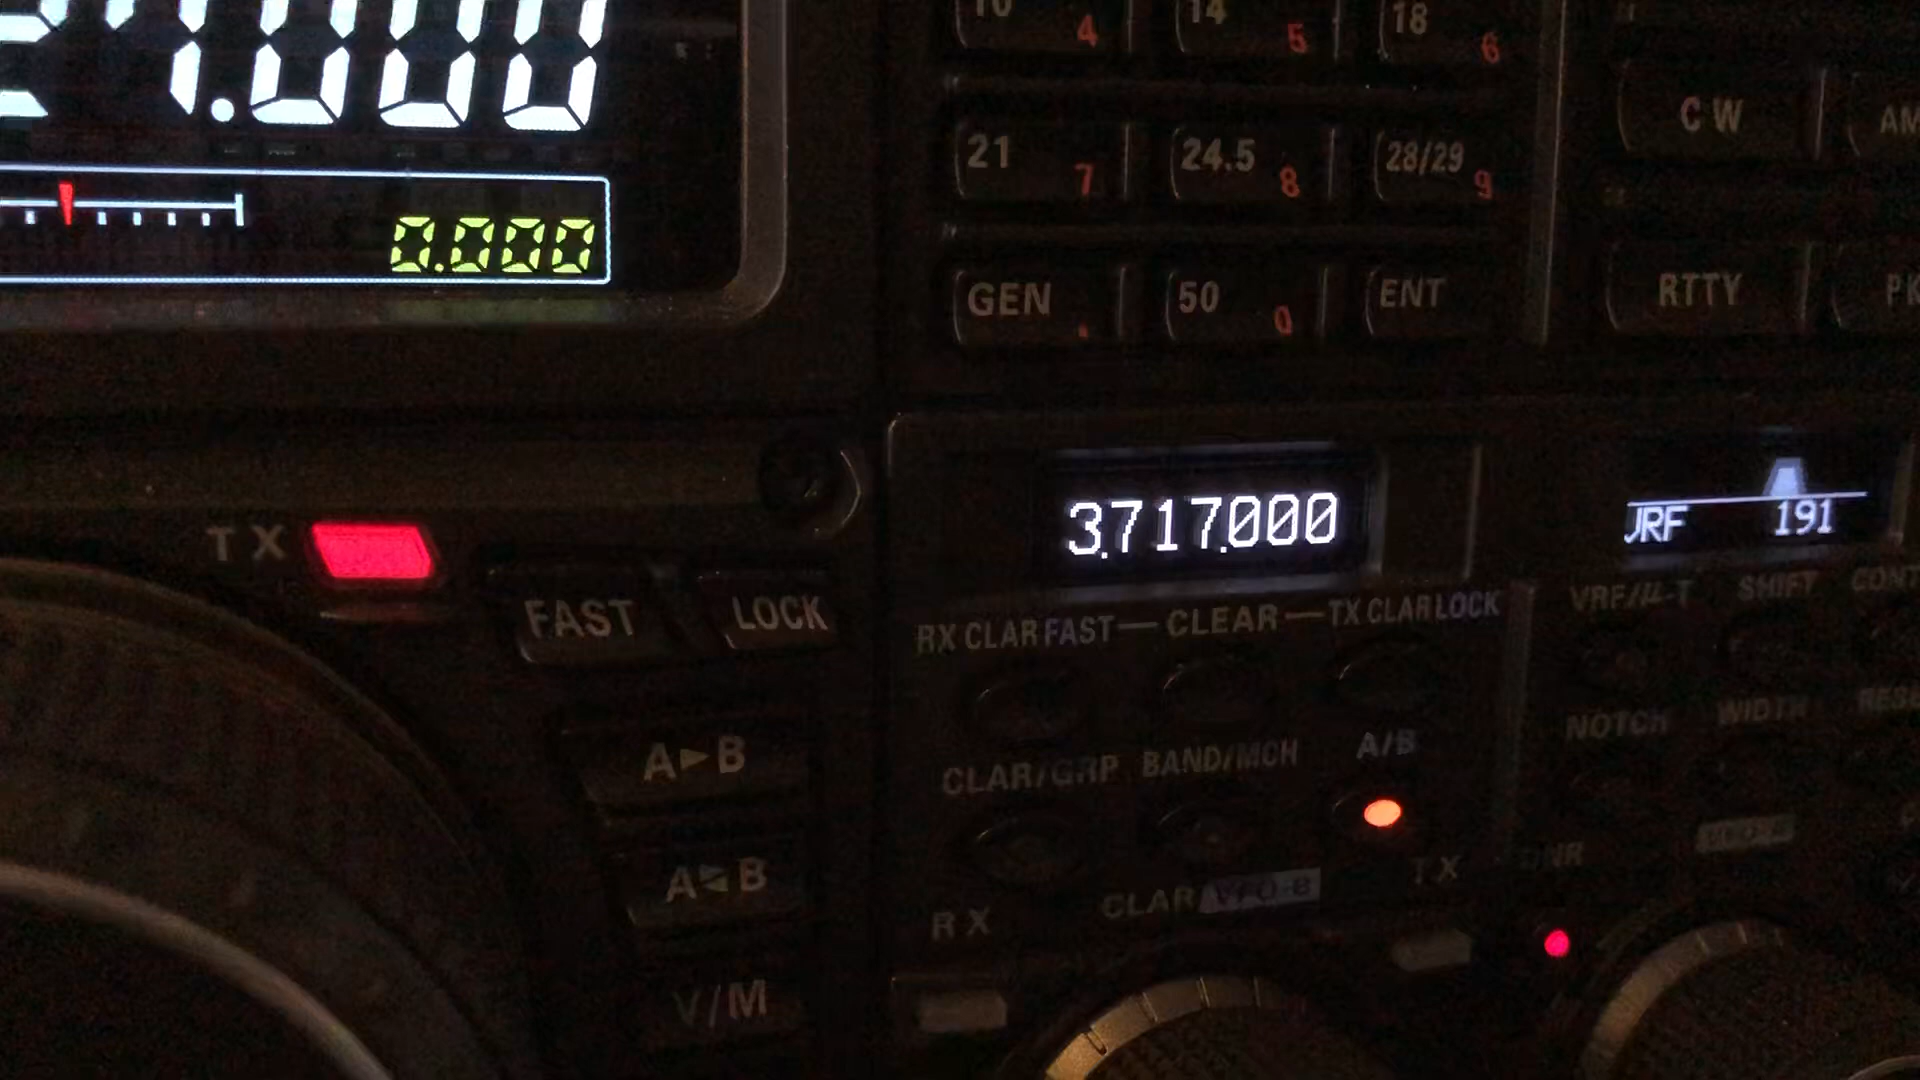 1.000
0.000
10 4
14 5
18 6
21 7
24.5 8
28/29 9
GEN .
50 0
ENT
CW
AM
RTTY
TX
FAST
LOCK
A►B
A B
V/M
3.717.000
RX CLAR FAST — CLEAR — TX CLAR LOCK
CLAR/GRP BAND/MCH A/B
RX
CLAR/VFO-B
TX
DNR
191
VRF/μ-T SHIFT CONT
NOTCH WIDTH
VFO-A